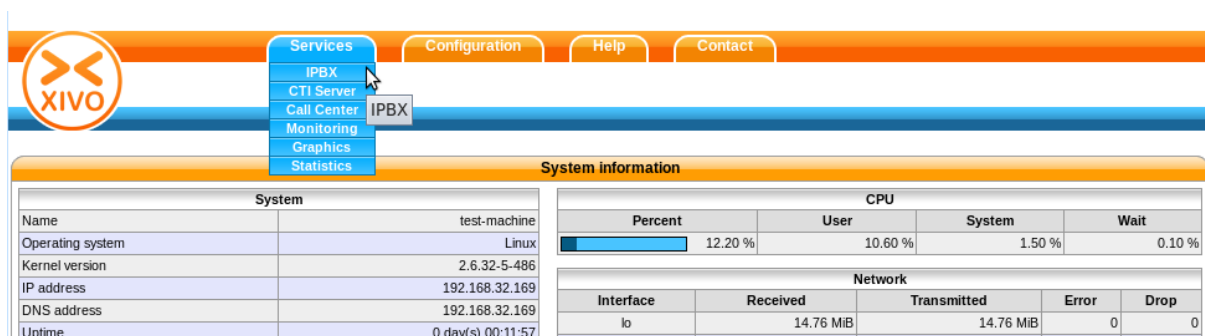 Services Configuration Help Contact
XIVO
IPBX
CTI Server
Call Center
Monitoring
Graphics
Statistics
IPBX
System information
System
Name test-machine
Operating system Linux
Kernel version 2.6.32-5-486
IP address 192.168.32.169
DNS address 192.168.32.169
Uptime 0 day(s) 00:11:57
CPU
Percent User System Wait
12.20 % 10.60 % 1.50 % 0.10 %
Network
Interface Received Transmitted Error Drop
lo 14.76 MiB 14.76 MiB 0 0